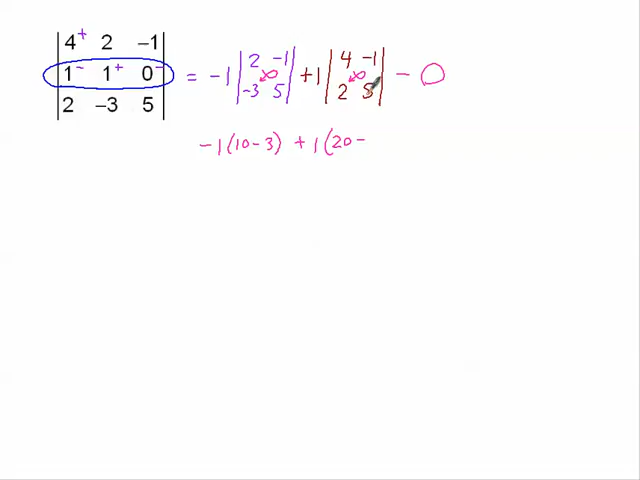 |4⁺ 2 −1|
|1⁻ 1⁺ 0⁻| = −1 |2 −1| + 1 |4 −1| − 0
|2 −3 5| |−3 5| |2 5|
−1(10−3) + 1(20−